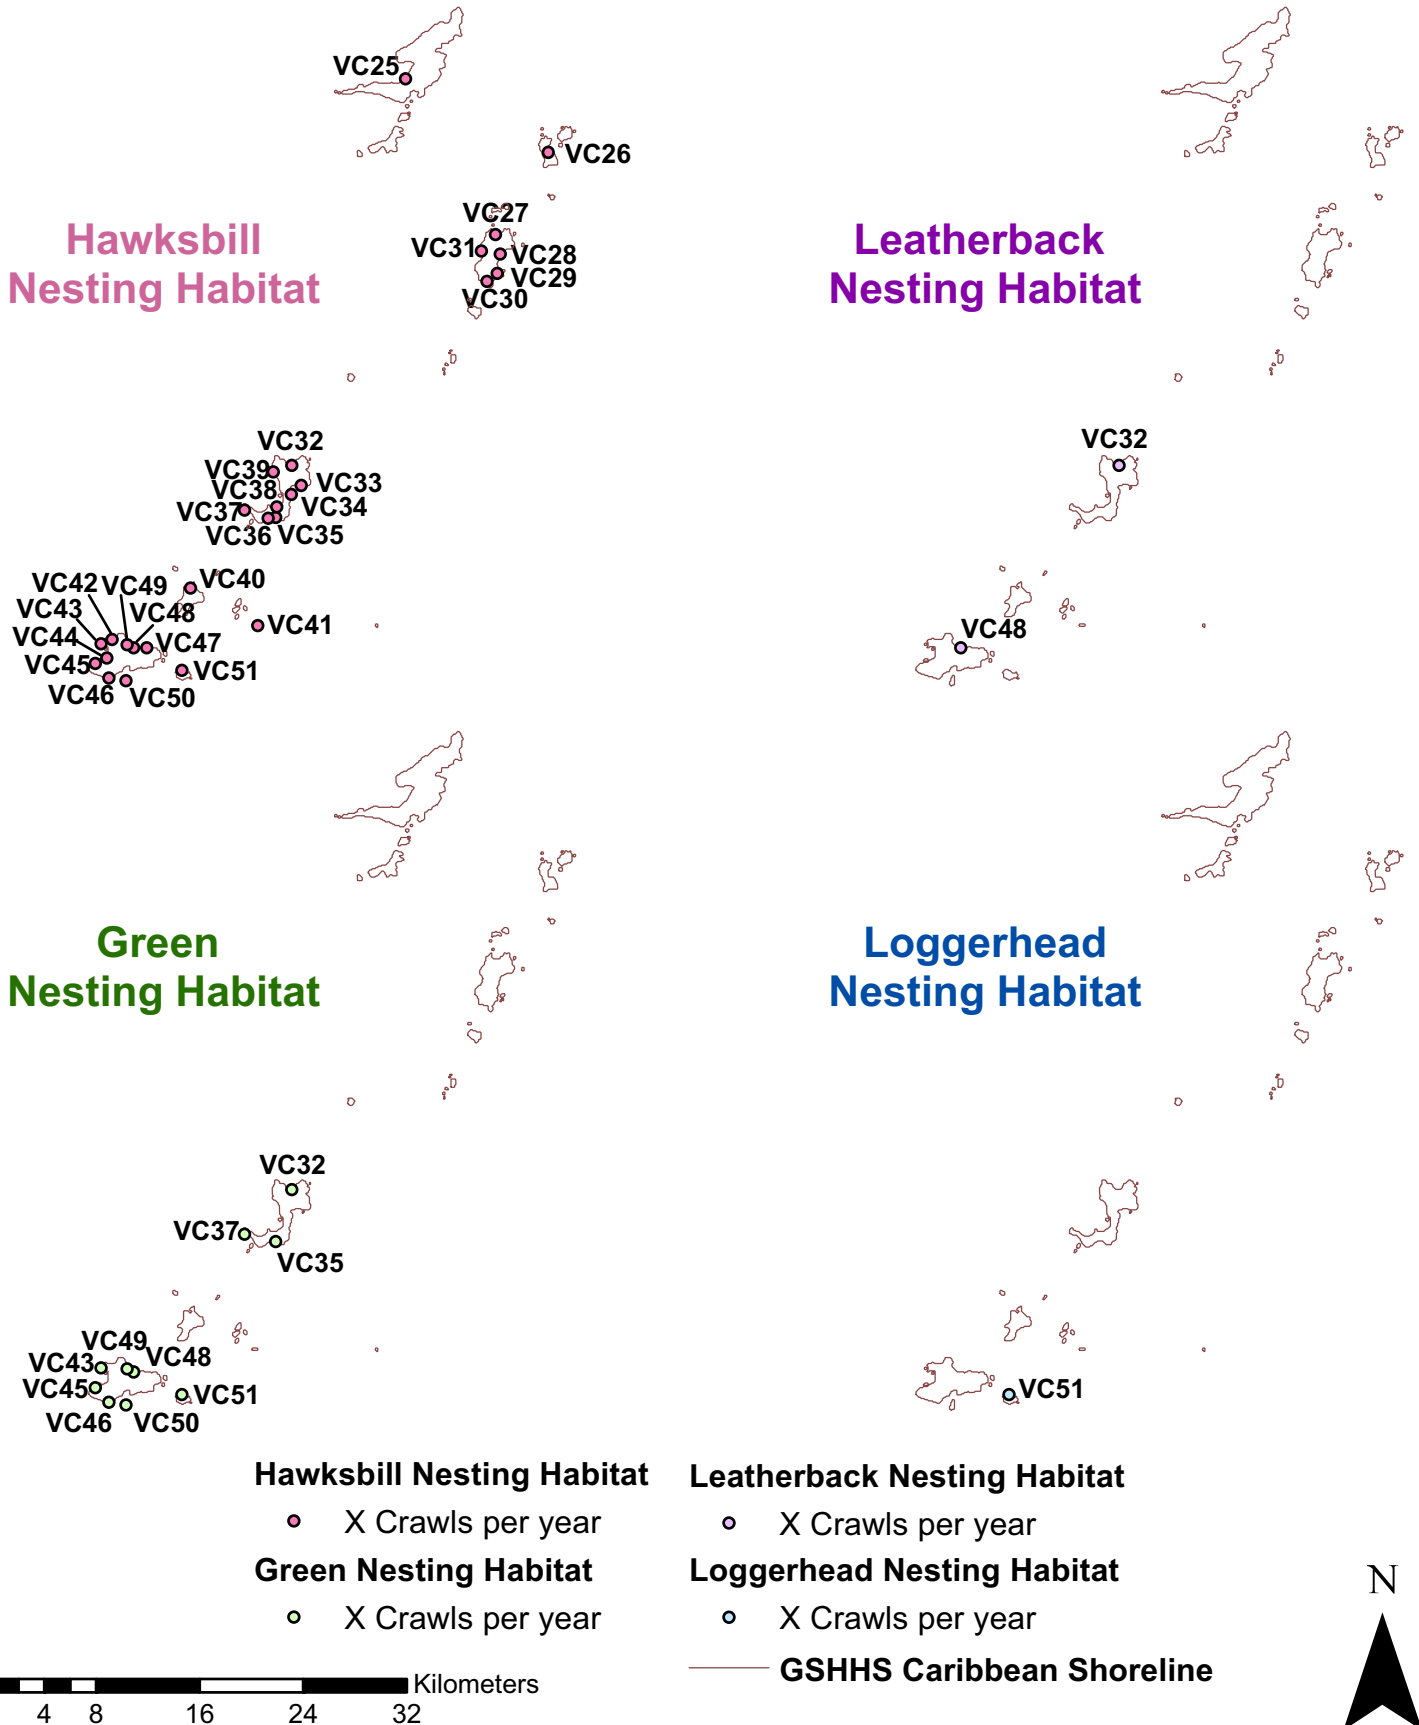 VC25
VC26
Hawksbill
Nesting Habitat
VC27
VC31
VC28
VC29
VC30
VC32
VC39
VC38
VC33
VC37
VC34
VC36
VC35
VC42
VC49
VC40
VC43
VC48
VC41
VC44
VC47
VC45
VC51
VC46
VC50
Leatherback
Nesting Habitat
VC32
VC48
Green
Nesting Habitat
VC32
VC37
VC35
VC49
VC43
VC48
VC45
VC51
VC46
VC50
Loggerhead
Nesting Habitat
VC51
Hawksbill Nesting Habitat
X Crawls per year
Green Nesting Habitat
X Crawls per year
Leatherback Nesting Habitat
X Crawls per year
Loggerhead Nesting Habitat
X Crawls per year
GSHHS Caribbean Shoreline
Kilometers
4 8 16 24 32
N